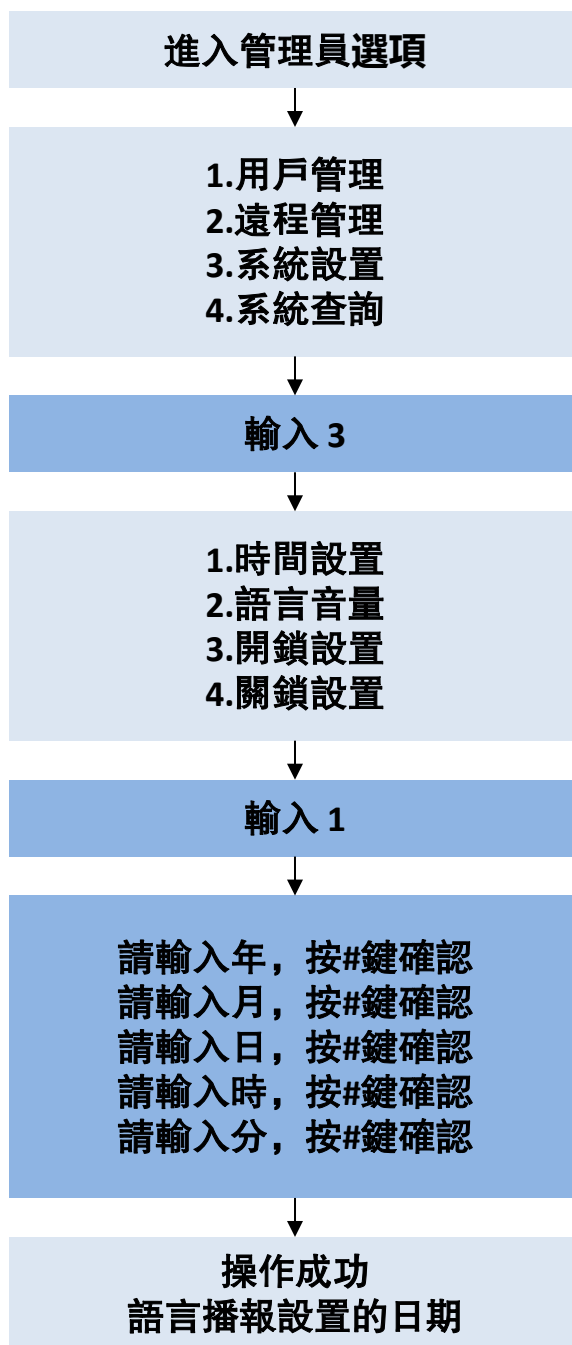 進入管理員選項
1.用戶管理
2.遠程管理
3.系統設置
4.系統查詢
輸入 3
1.時間設置
2.語言音量
3.開鎖設置
4.關鎖設置
輸入 1
請輸入年，按#鍵確認
請輸入月，按#鍵確認
請輸入日，按#鍵確認
請輸入時，按#鍵確認
請輸入分，按#鍵確認
操作成功
語言播報設置的日期